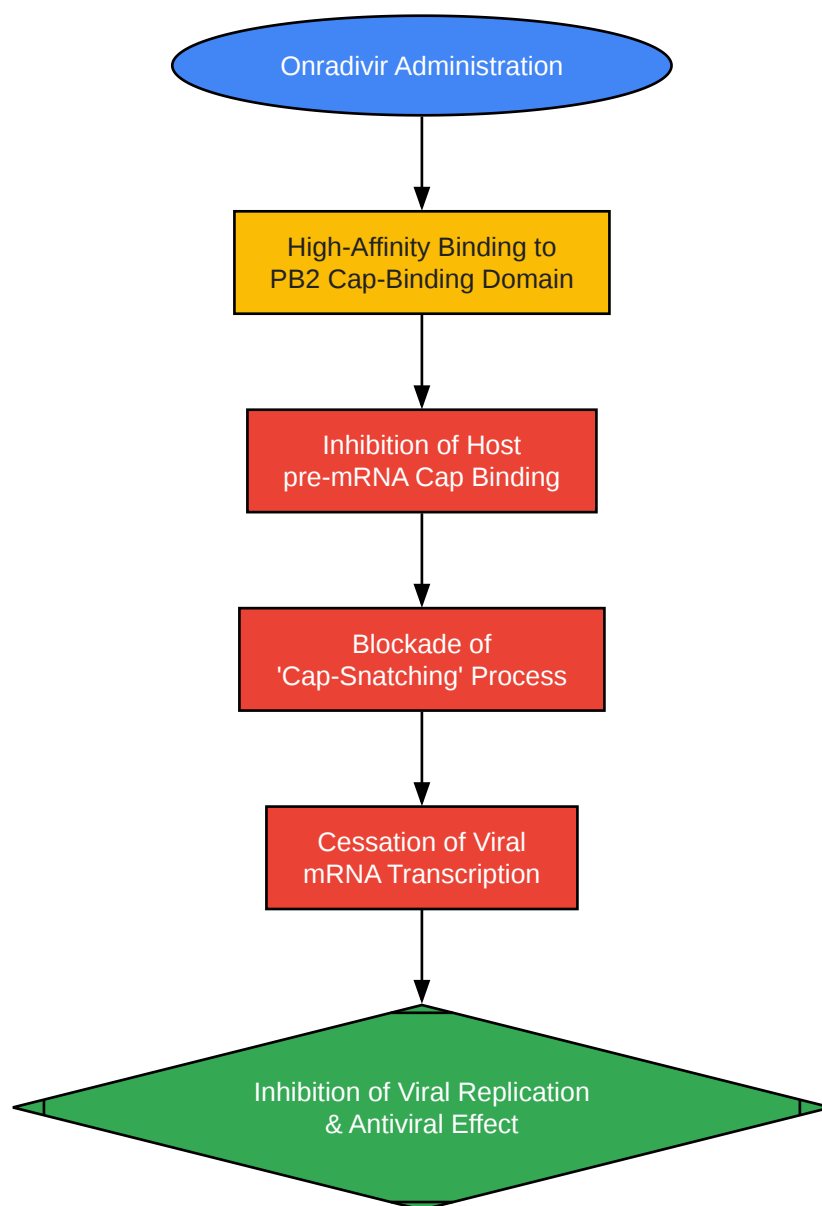 Onradivir Administration
High-Affinity Binding to
PB2 Cap-Binding Domain
Inhibition of Host
pre-mRNA Cap Binding
Blockade of
'Cap-Snatching' Process
Cessation of Viral
mRNA Transcription
Inhibition of Viral Replication
& Antiviral Effect